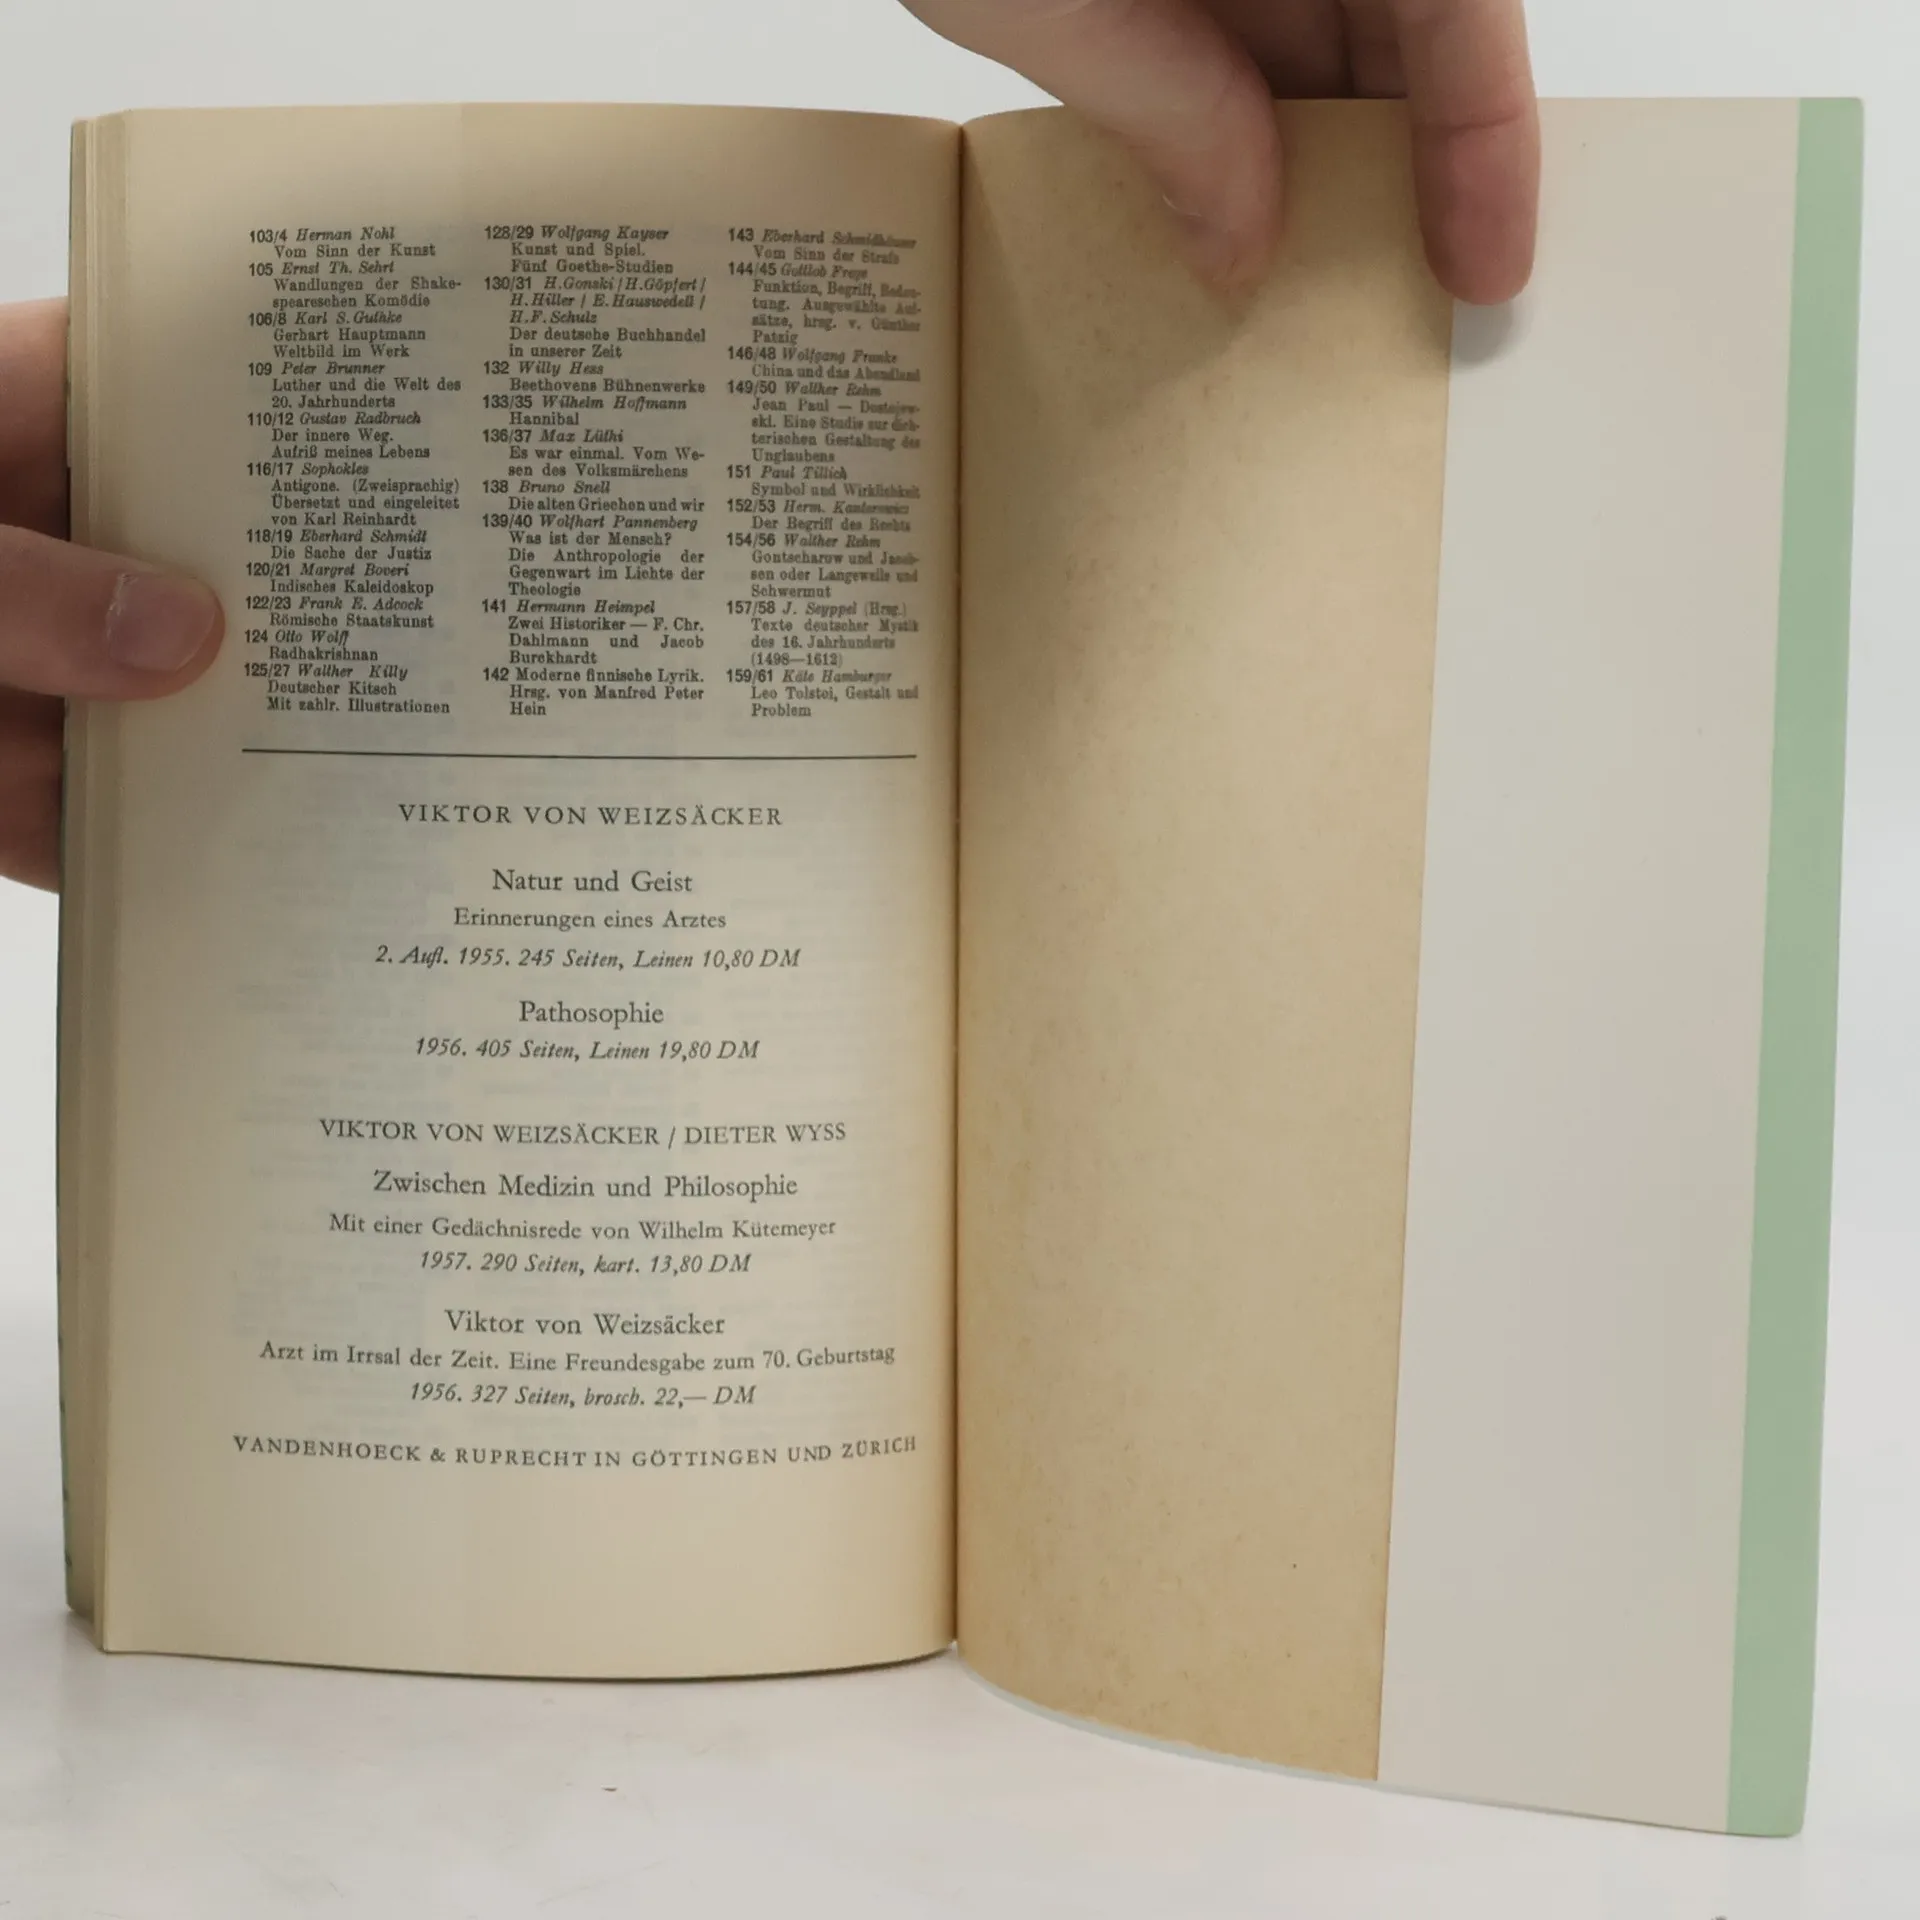 103/4 Herman Nohl
Vom Sinn der Kunst
105 Ernst Th. Sehrt
Wandlungen der Shake-
speareschen Komödie
106/8 Karl S. Guthke
Gerhart Hauptmann
Weltbild im Werk
109 Peter Brunner
Luther und die Welt des
20. Jahrhunderts
110/12 Gustav Radbruch
Der innere Weg.
Aufriß meines Lebens
116/17 Sophokles
Antigone. (Zweisprachig)
Übersetzt und eingeleitet
von Karl Reinhardt
118/19 Eberhard Schmidt
Die Sache der Justiz
120/21 Margret Boveri
Indisches Kaleidoskop
122/23 Frank E. Adcock
Römische Staatskunst
124 Otto Wolff
Radhakrishnan
125/27 Walther Killy
Deutscher Kitsch
Mit zahlr. Illustrationen
128/29 Wolfgang Kayser
Kunst und Spiel.
Fünf Goethe-Studien
130/31 H. Gonski / H. Göpfert /
H. Hiller / E. Hauswedell /
H. F. Schulz
Der deutsche Buchhandel
in unserer Zeit
132 Willy Hess
Beethovens Bühnenwerke
133/35 Wilhelm Hoffmann
Hannibal
136/37 Max Lüthi
Es war einmal. Vom We-
sen des Volksmärchens
138 Bruno Snell
Die alten Griechen und wir
139/40 Wolfhart Pannenberg
Was ist der Mensch?
Die Anthropologie der
Gegenwart im Lichte der
Theologie
141 Hermann Heimpel
Zwei Historiker — F. Chr.
Dahlmann und Jacob
Burckhardt
142 Moderne finnische Lyrik.
Hrsg. von Manfred Peter
Hein
143 Eberhard Schmidhäuser
Vom Sinn der Strafe
144/45 Gottlob Frege
Funktion, Begriff, Bedeu-
tung. Ausgewählte Auf-
sätze, hrsg. v. Günther
Patzig
146/48 Wolfgang Franke
China und das Abendland
149/50 Walther Rehm
Jean Paul — Dostojew-
ski. Eine Studie zur dich-
terischen Gestaltung des
Unglaubens
151 Paul Tillich
Symbol und Wirklichkeit
152/53 Herm. Kantorowicz
Der Begriff des Rechts
154/56 Walther Rehm
Gontscharow und Jacob-
sen oder Langeweile und
Schwermut
157/58 J. Seyppel (Hrsg.)
Texte deutscher Mystik
des 16. Jahrhunderts
(1498—1612)
159/61 Käte Hamburger
Leo Tolstoi, Gestalt und
Problem
VIKTOR VON WEIZSÄCKER
Natur und Geist
Erinnerungen eines Arztes
2. Aufl. 1955. 245 Seiten, Leinen 10,80 DM
Pathosophie
1956. 405 Seiten, Leinen 19,80 DM
VIKTOR VON WEIZSÄCKER / DIETER WYSS
Zwischen Medizin und Philosophie
Mit einer Gedächnisrede von Wilhelm Kütemeyer
1957. 290 Seiten, kart. 13,80 DM
Viktor von Weizsäcker
Arzt im Irrsal der Zeit. Eine Freundesgabe zum 70. Geburtstag
1956. 327 Seiten, brosch. 22,— DM
VANDENHOECK & RUPRECHT IN GÖTTINGEN UND ZÜRICH